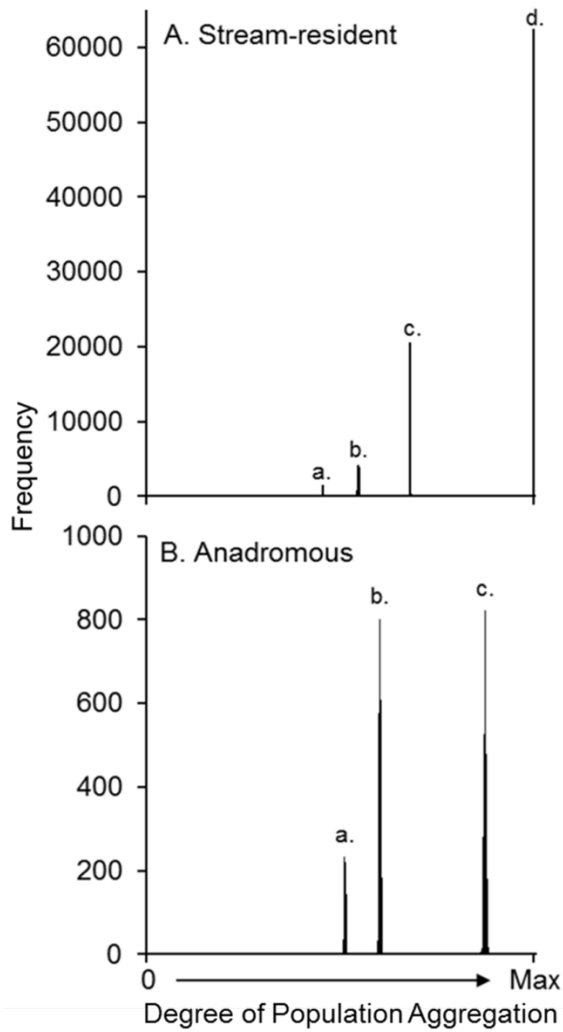 A. Stream-resident
d.
60000
50000
40000
30000
20000
10000
0
c.
b.
a.
Frequency
B. Anadromous
1000
800
600
400
200
0
b.
c.
a.
0
Max
Degree of Population Aggregation